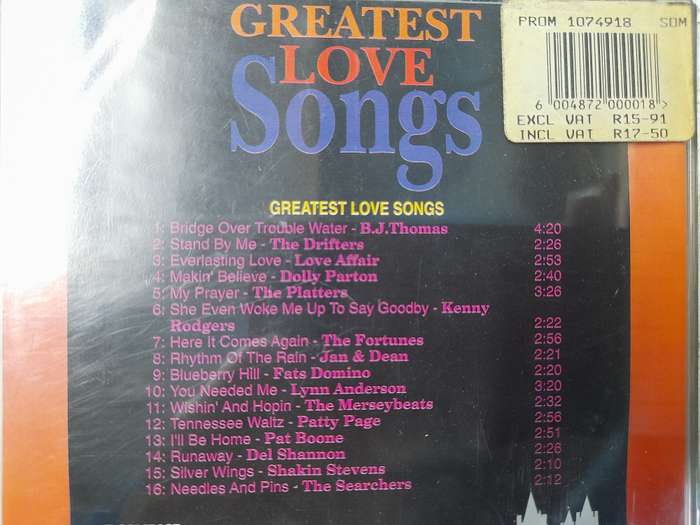 GREATEST
LOVE
Songs
PROM 1074918 SOM
6 004872 000018 >
EXCL VAT R15-91
INCL VAT R17-50
GREATEST LOVE SONGS
1: Bridge Over Trouble Water - B.J.Thomas 4:20
2: Stand By Me - The Drifters 2:26
3: Everlasting Love - Love Affair 2:53
4: Makin' Believe - Dolly Parton 2:40
5: My Prayer - The Platters 3:26
6: She Even Woke Me Up To Say Goodby - Kenny
Rodgers 2:22
7: Here It Comes Again - The Fortunes 2:56
8: Rhythm Of The Rain - Jan & Dean 2:21
9: Blueberry Hill - Fats Domino 2:20
10: You Needed Me - Lynn Anderson 3:20
11: Wishin' And Hopin - The Merseybeats 2:32
12: Tennessee Waltz - Patty Page 2:56
13: I'll Be Home - Pat Boone 2:51
14: Runaway - Del Shannon 2:26
15: Silver Wings - Shakin Stevens 2:10
16: Needles And Pins - The Searchers 2:12